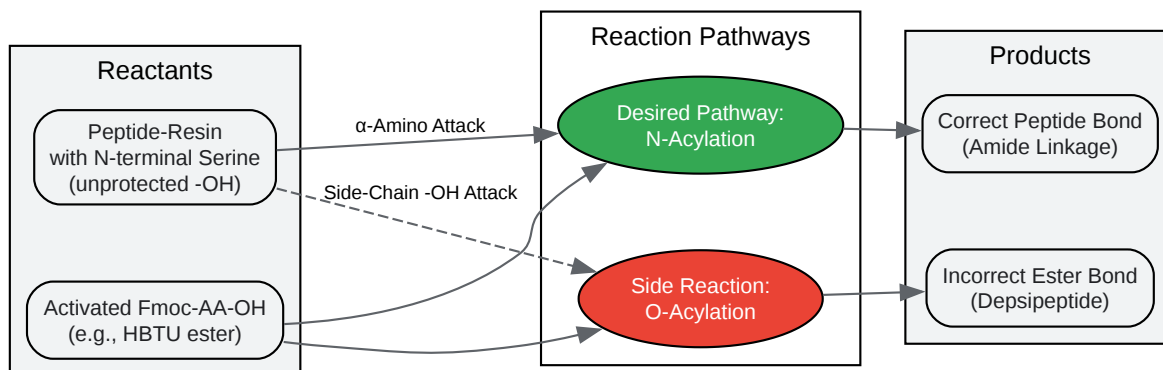 Reactants
Peptide-Resin
with N-terminal Serine
(unprotected -OH)
Activated Fmoc-AA-OH
(e.g., HBTU ester)
α-Amino Attack
Side-Chain -OH Attack
Reaction Pathways
Desired Pathway:
N-Acylation
Side Reaction:
O-Acylation
Products
Correct Peptide Bond
(Amide Linkage)
Incorrect Ester Bond
(Depsipeptide)